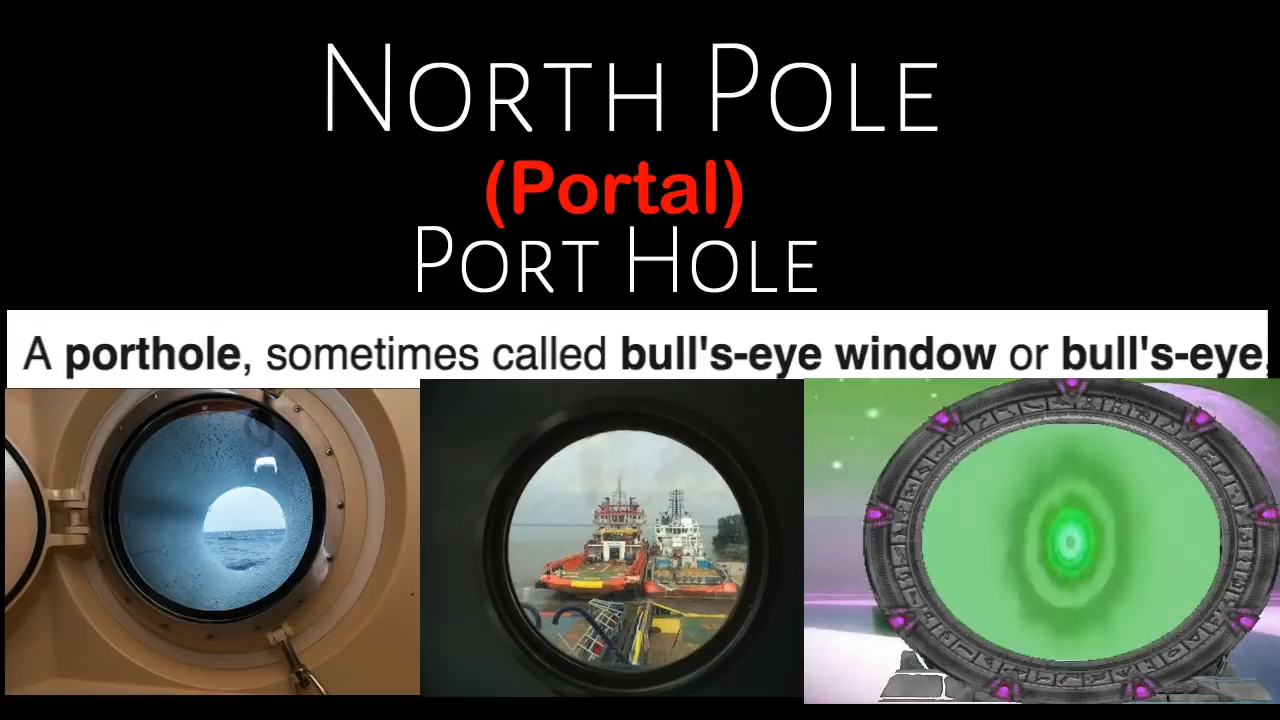 North Pole
(Portal)
Port Hole
A porthole, sometimes called bull's-eye window or bull's-eye